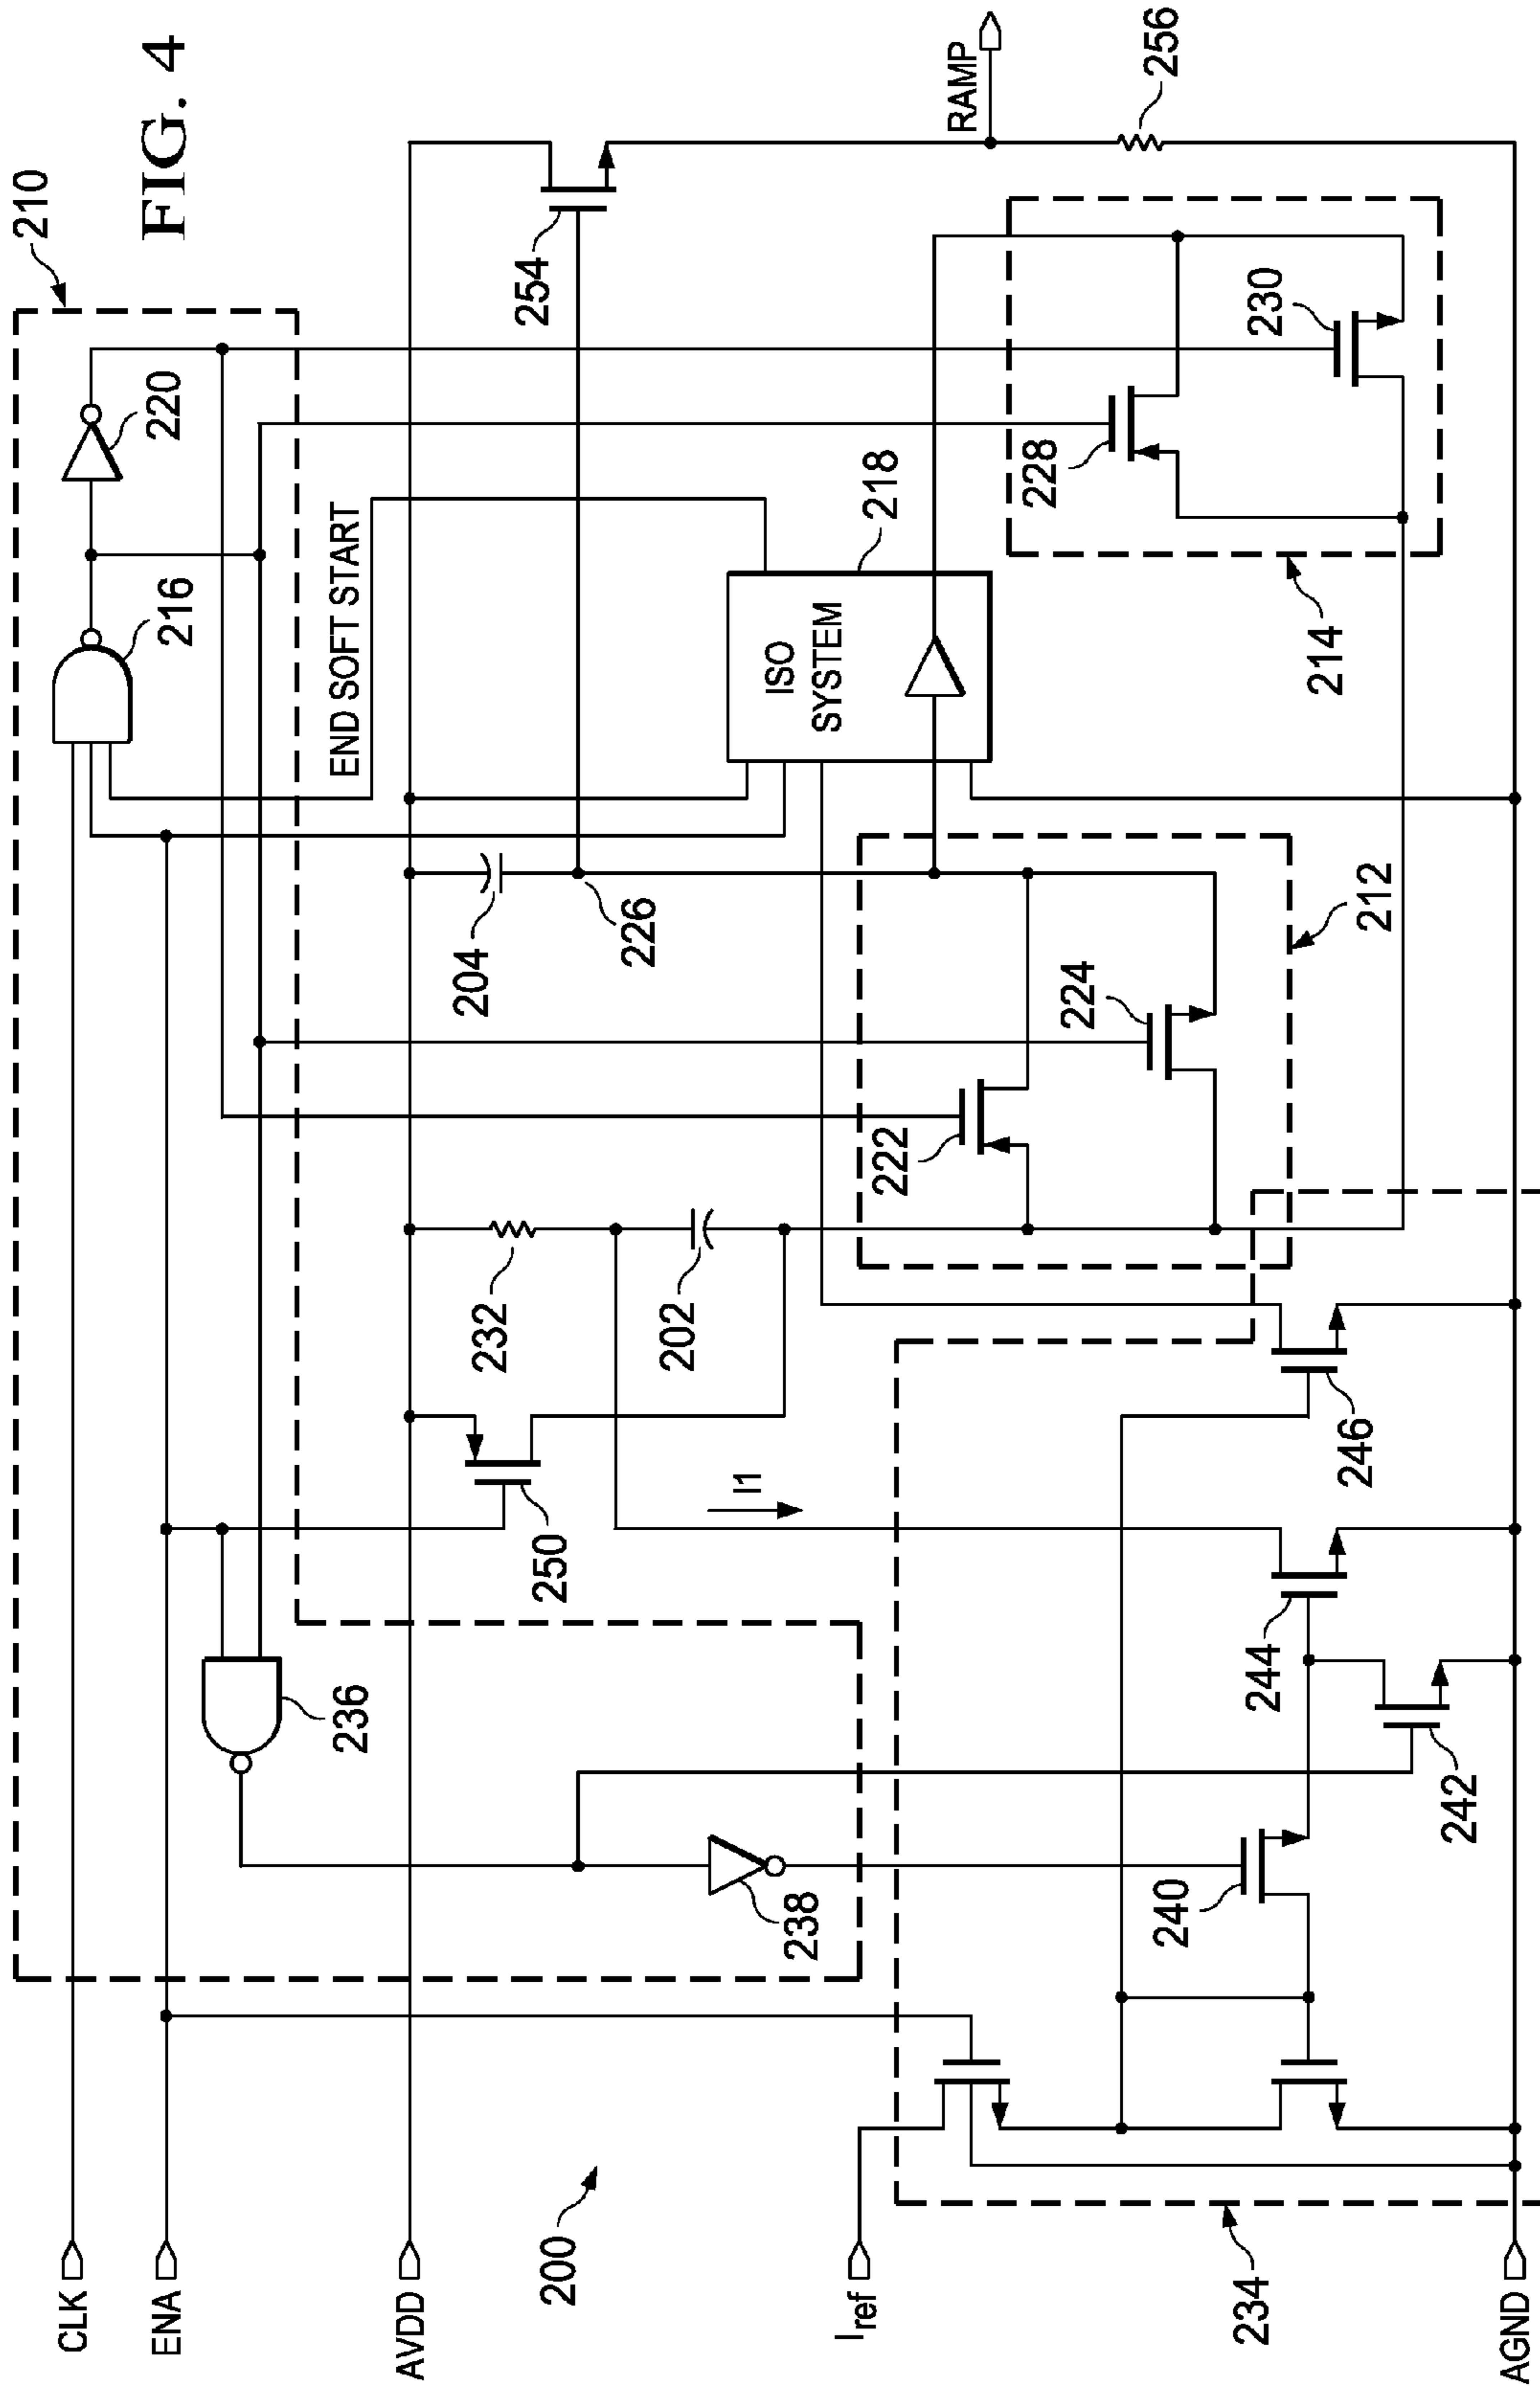 FIG. 4
210
CLK
ENA
AVDD
Iref
AGND
200
234
236
238
216
220
END SOFT START
250
232
202
204
226
I1
ISO
SYSTEM
218
254
RAMP
256
222
224
212
228
230
214
240
242
244
246